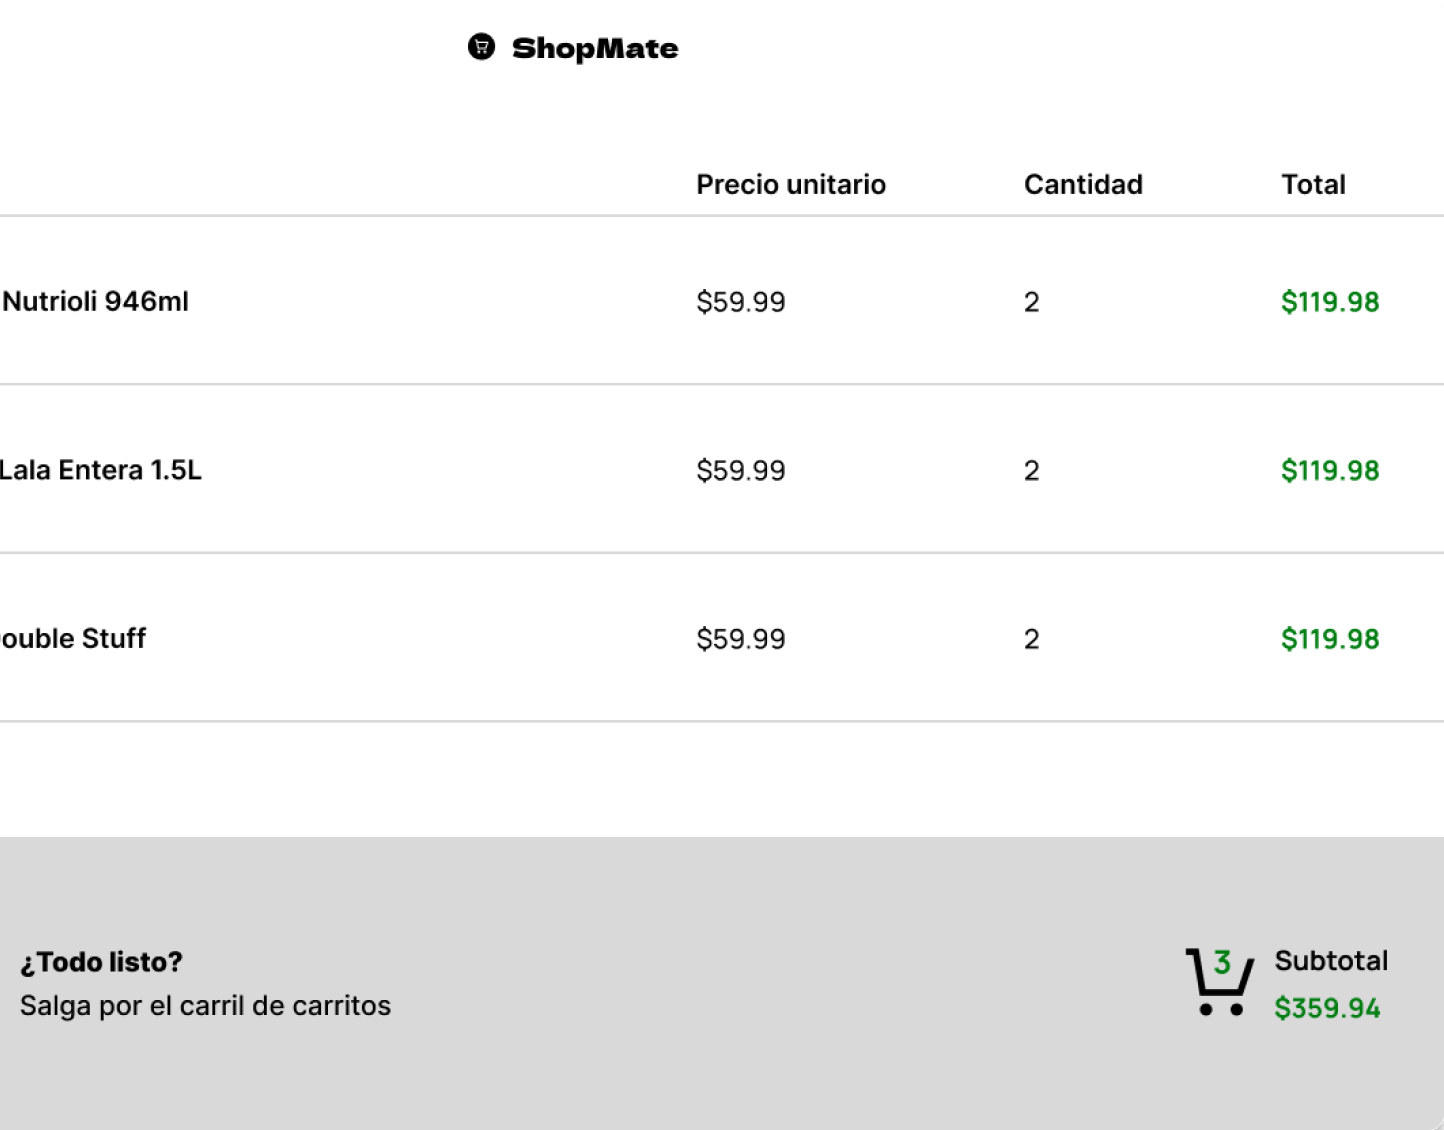 ShopMate
Precio unitario Cantidad Total
Nutrioli 946ml $59.99 2 $119.98
Lala Entera 1.5L $59.99 2 $119.98
Stuff $59.99 2 $119.98
¿Todo listo?
Salga por el carril de carritos
3
Subtotal
$359.94